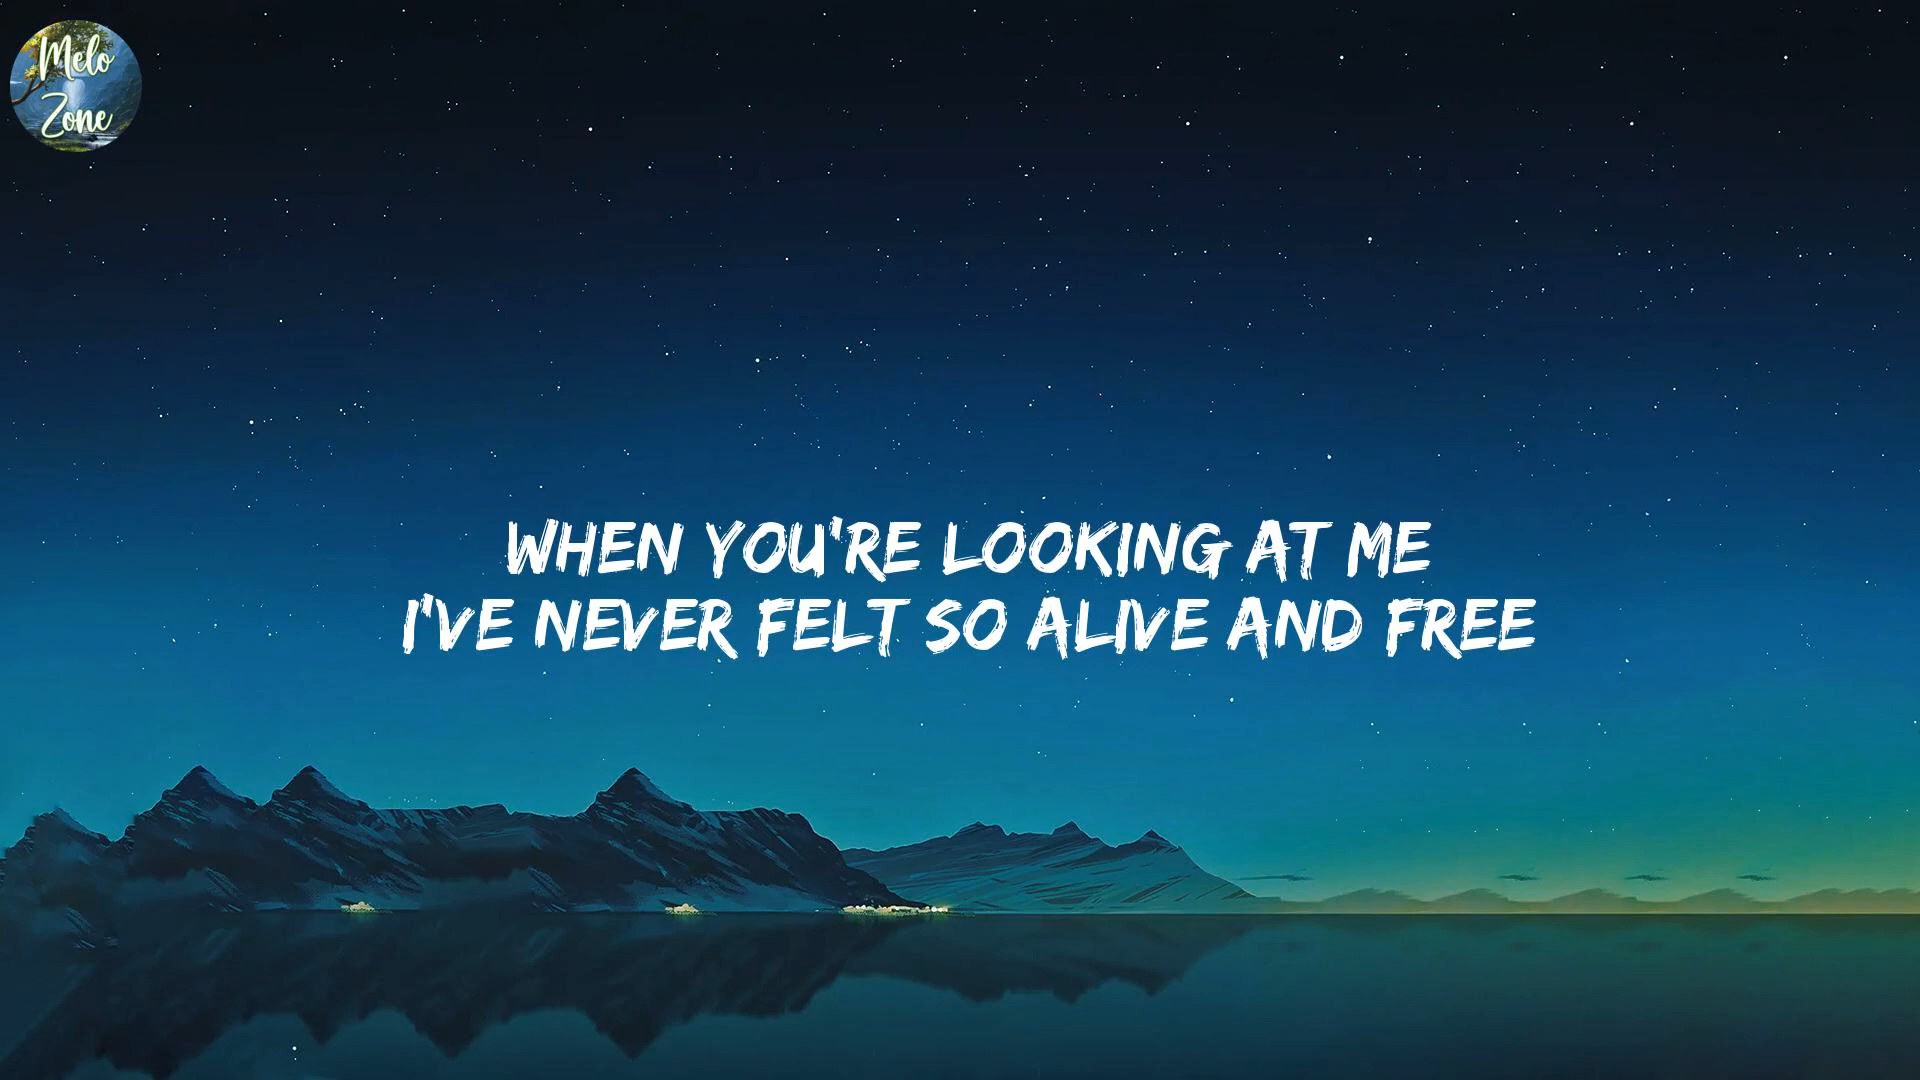 Melo
Zone
WHEN YOU'RE LOOKING AT ME
I'VE NEVER FELT SO ALIVE AND FREE